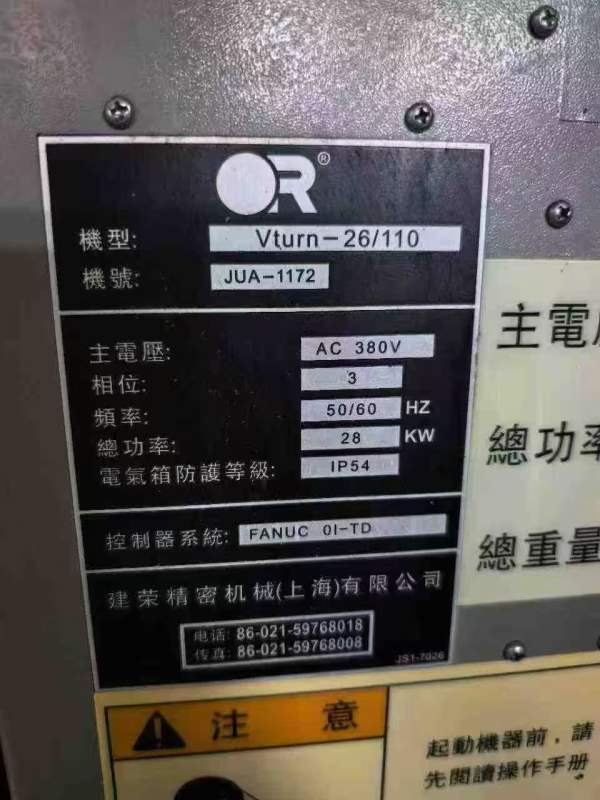 OR®
機型: Vturn-26/110
機號: JUA-1172
主電壓: AC 380V
相位: 3
頻率: 50/60 HZ
總功率: 28 KW
電氣箱防護等級: IP54
控制器系統: FANUC 0I-TD
建荣精密机械(上海)有限公司
电话: 86-021-59768018
传真: 86-021-59768008
JS1-7026
主電
總功率
總重量
注 意
起動機器前,請
先閱讀操作手册